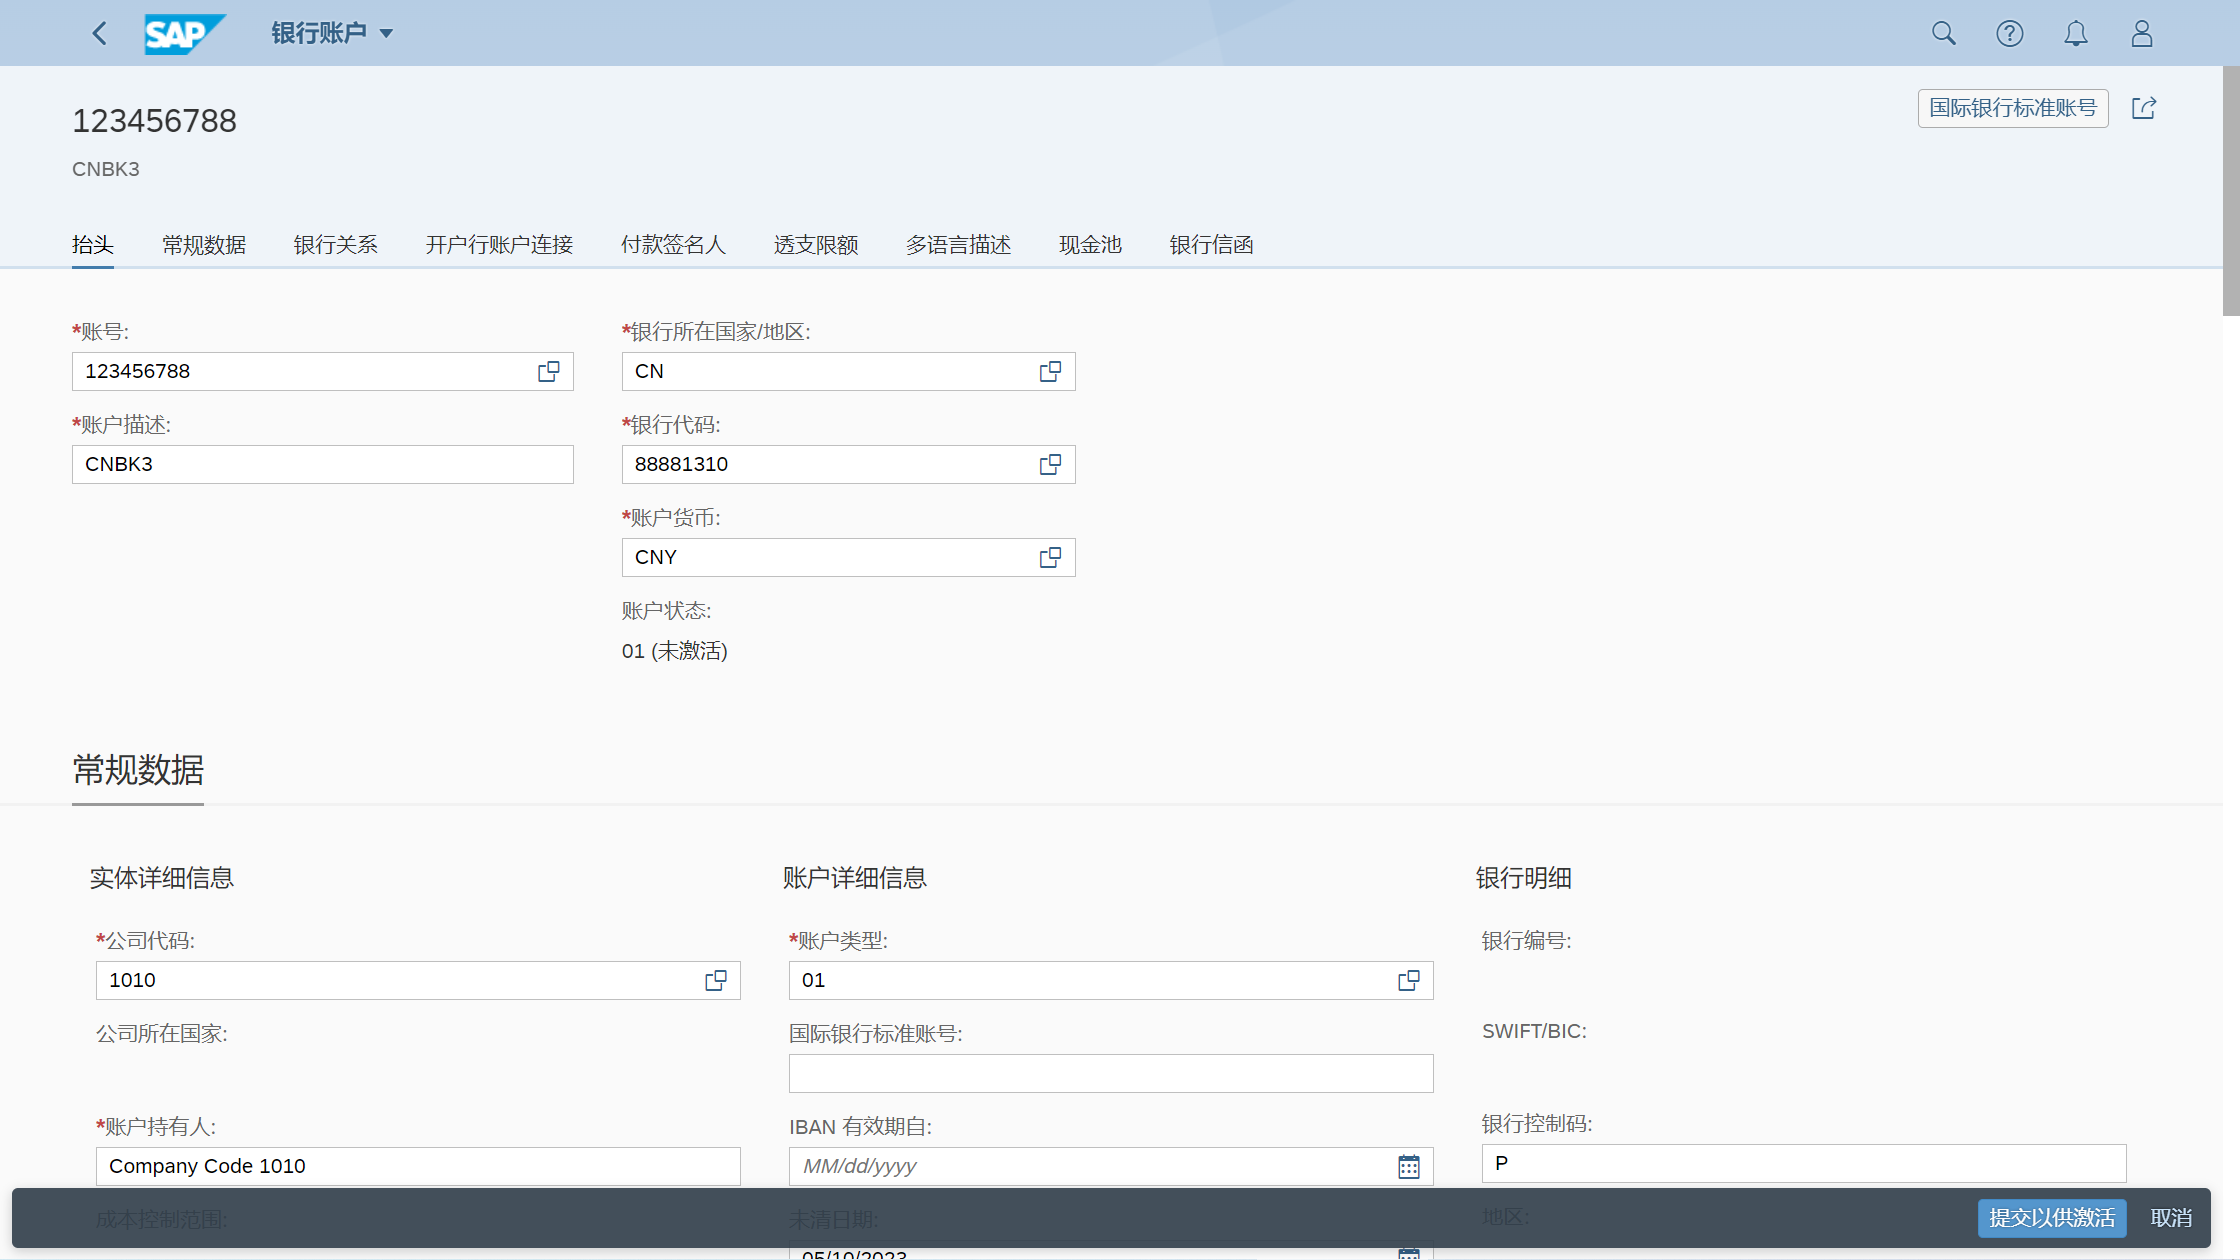 SAP
银行账户
123456788
国际银行标准账号
CNBK3
抬头 常规数据 银行关系 开户行账户连接 付款签名人 透支限额 多语言描述 现金池 银行信函
*账号:
*银行所在国家/地区:
123456788
CN
*账户描述:
*银行代码:
CNBK3
88881310
*账户货币:
CNY
账户状态:
01 (未激活)
常规数据
实体详细信息
账户详细信息
银行明细
*公司代码:
*账户类型:
银行编号:
1010
01
公司所在国家:
国际银行标准账号:
SWIFT/BIC:
*账户持有人:
IBAN 有效期自:
银行控制码:
Company Code 1010
MM/dd/yyyy
P
成本控制范围:
未清日期:
地区:
提交以供激活
取消
05/10/2023